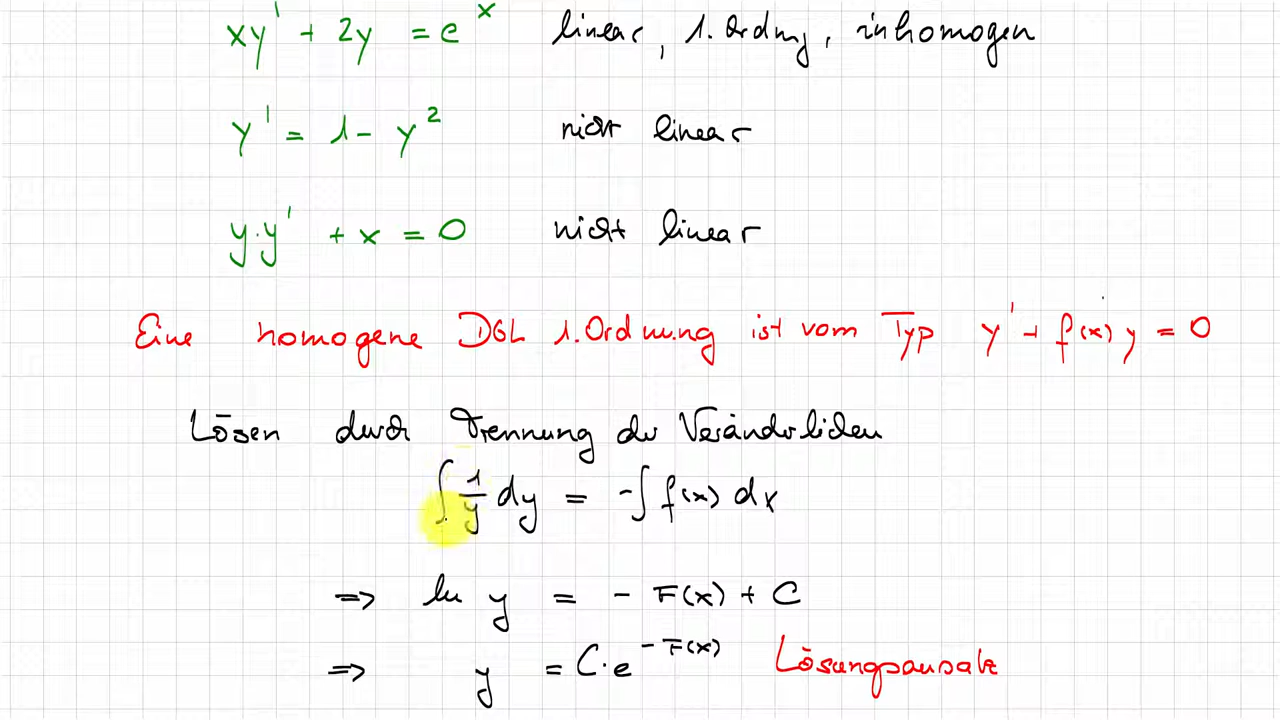 xy' + 2y = e^x linear, 1. Ordnung, inhomogen
y' = 1 - y² nicht linear
y·y' + x = 0 nicht linear
Eine homogene DGL 1. Ordnung ist vom Typ y' + f(x) y = 0
Lösen durch Trennung der Veränderlichen
∫ 1/y dy = -∫ f(x) dx
⇒ ln y = - F(x) + C
⇒ y = C·e^{-F(x)} Lösungsansatz